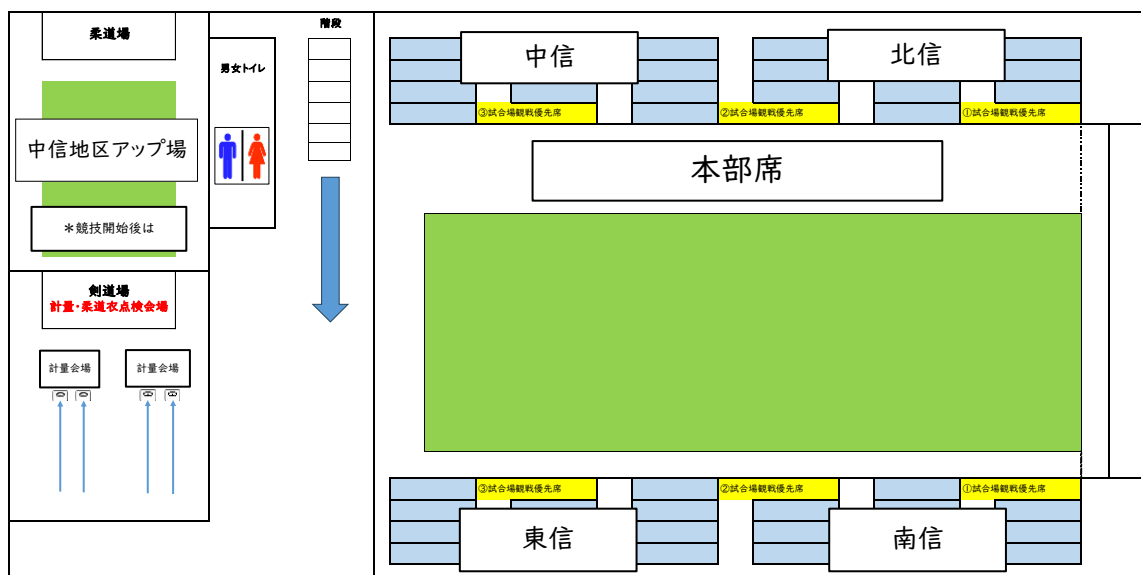 柔道場
中信地区アップ場
＊競技開始後は
剣道場
計量・柔道衣点検会場
計量会場
計量会場
男女トイレ
階段
中信
北信
③試合場観戦優先席
②試合場観戦優先席
①試合場観戦優先席
本部席
③試合場観戦優先席
②試合場観戦優先席
①試合場観戦優先席
東信
南信